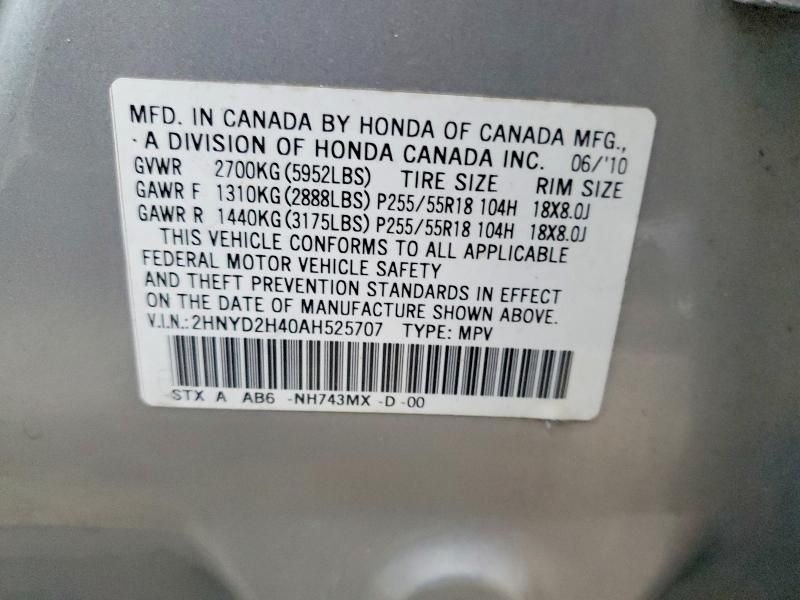 MFD. IN CANADA BY HONDA OF CANADA MFG.,
A DIVISION OF HONDA CANADA INC. 06/'10
GVWR 2700KG(5952LBS) TIRE SIZE RIM SIZE
GAWR F 1310KG(2888LBS) P255/55R18 104H 18X8.0J
GAWR R 1440KG(3175LBS) P255/55R18 104H 18X8.0J
THIS VEHICLE CONFORMS TO ALL APPLICABLE
FEDERAL MOTOR VEHICLE SAFETY
AND THEFT PREVENTION STANDARDS IN EFFECT
ON THE DATE OF MANUFACTURE SHOWN ABOVE.
V.I.N.:2HNYD2H40AH525707 TYPE: MPV
STX A AB6 -NH743MX -D -00